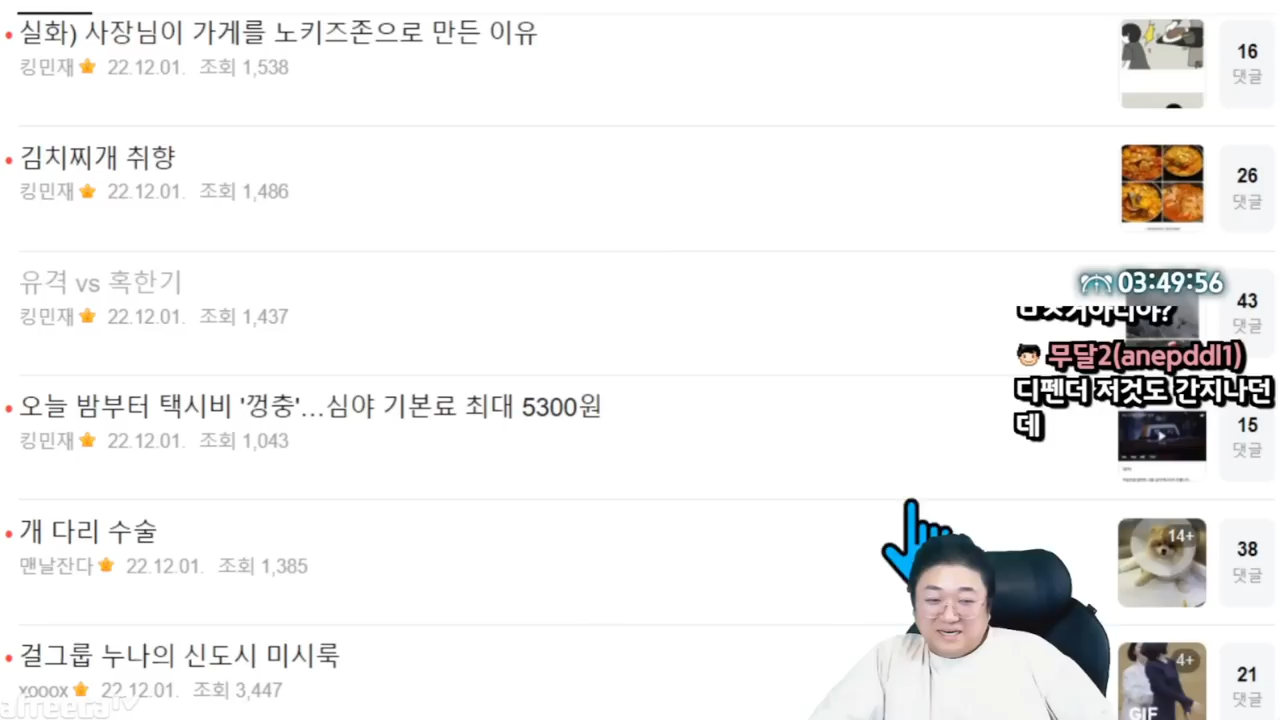 실화) 사장님이 가게를 노키즈존으로 만든 이유
킹민재 22.12.01. 조회 1,538
16
댓글
김치찌개 취향
킹민재 22.12.01. 조회 1,486
26
댓글
유격 vs 혹한기
킹민재 22.12.01. 조회 1,437
03:49:56
43
댓글
무달2(anepddl1)
디펜더 저것도 간지나던
데
오늘 밤부터 택시비 '껑충'...심야 기본료 최대 5300원
킹민재 22.12.01. 조회 1,043
15
댓글
개 다리 수술
맨날잔다 22.12.01. 조회 1,385
14+
38
댓글
걸그룹 누나의 신도시 미시룩
xooox 22.12.01. 조회 3,447
4+
GIF
21
댓글
afreecaTV